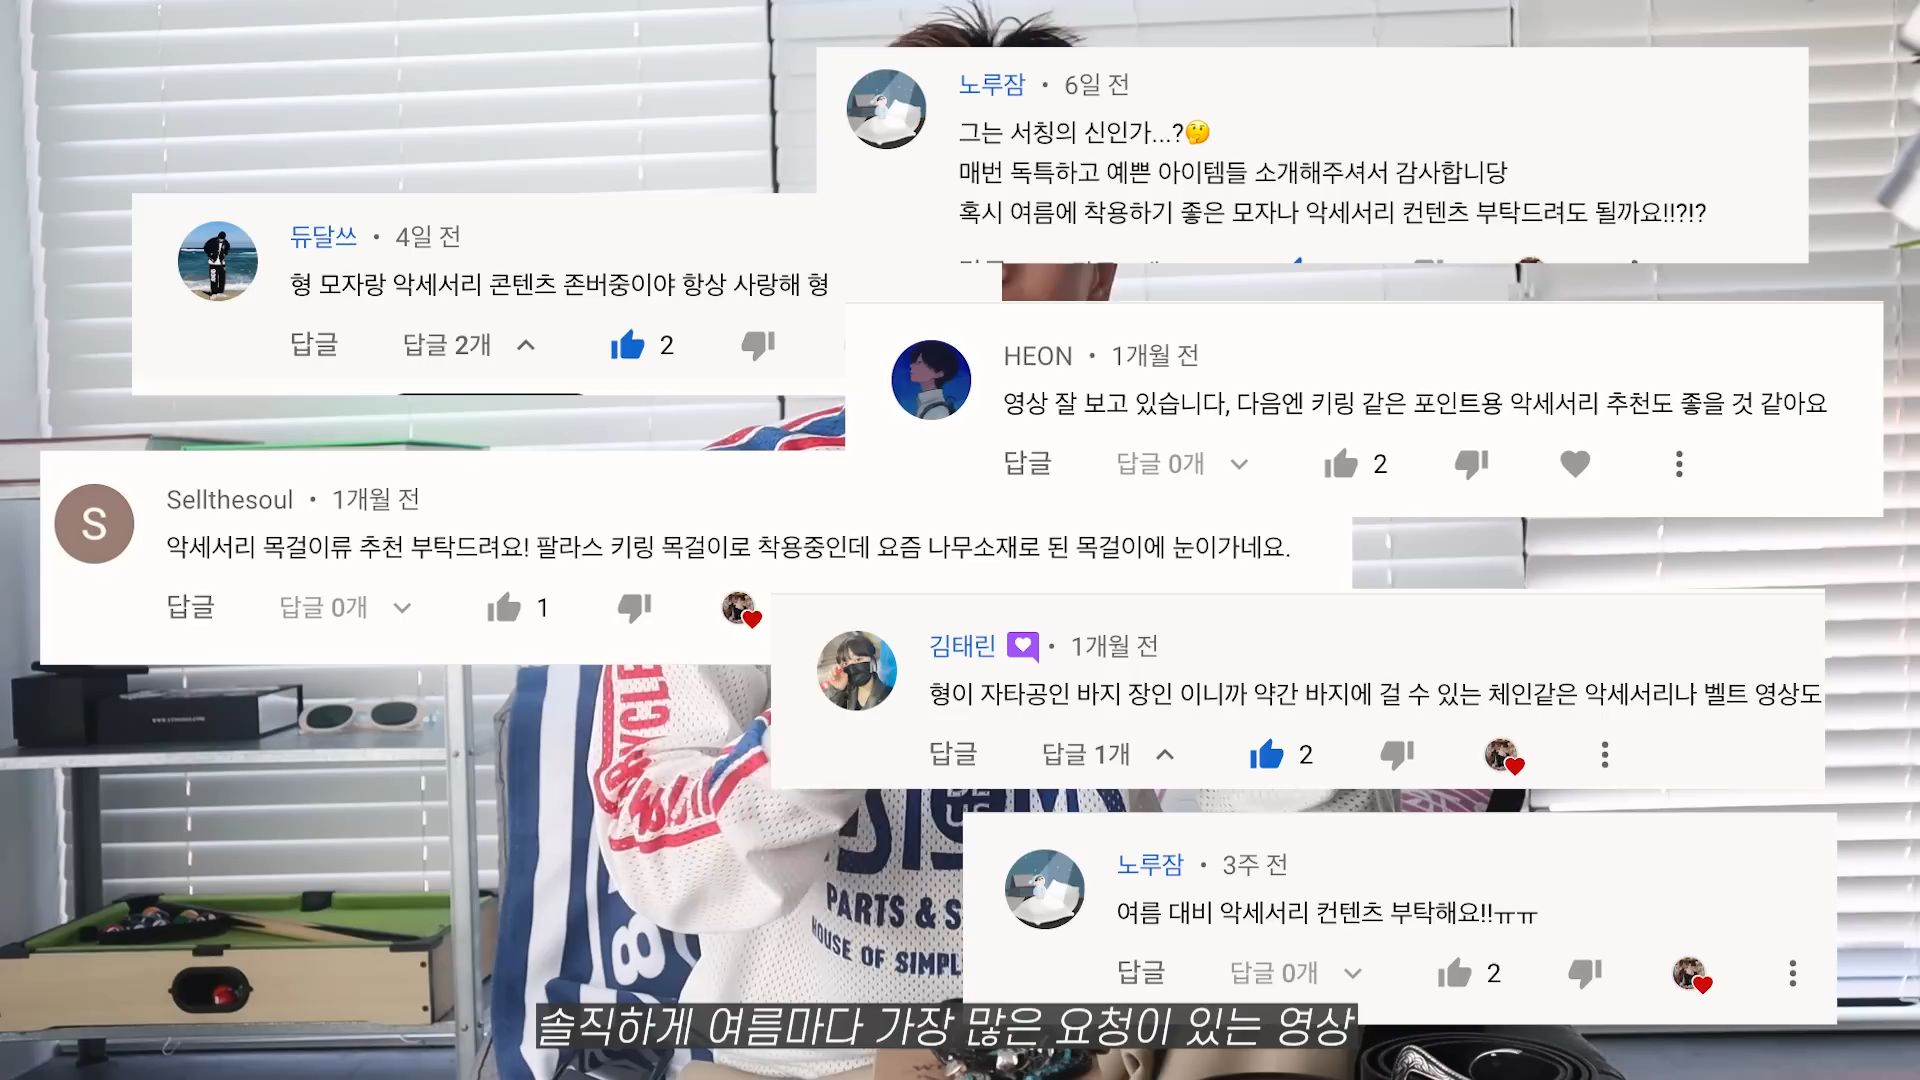 노루잠 • 6일 전
그는 서칭의 신인가...?🤔
매번 독특하고 예쁜 아이템들 소개해주셔서 감사합니당
혹시 여름에 착용하기 좋은 모자나 악세서리 컨텐츠 부탁드려도 될까요!!?!?
듀달쓰 • 4일 전
형 모자랑 악세서리 콘텐츠 존버중이야 항상 사랑해 형
답글 답글 2개 2
HEON • 1개월 전
영상 잘 보고 있습니다, 다음엔 키링 같은 포인트용 악세서리 추천도 좋을 것 같아요
답글 답글 0개 2
S
Sellthesoul • 1개월 전
악세서리 목걸이류 추천 부탁드려요! 팔라스 키링 목걸이로 착용중인데 요즘 나무소재로 된 목걸이에 눈이가네요.
답글 답글 0개 1
김태린 • 1개월 전
형이 자타공인 바지 장인 이니까 약간 바지에 걸 수 있는 체인같은 악세서리나 벨트 영상도
답글 답글 1개 2
노루잠 • 3주 전
여름 대비 악세서리 컨텐츠 부탁해요!!ㅠㅠ
답글 답글 0개 2
PARTS & S
HOUSE OF SIMPL
솔직하게 여름마다 가장 많은 요청이 있는 영상